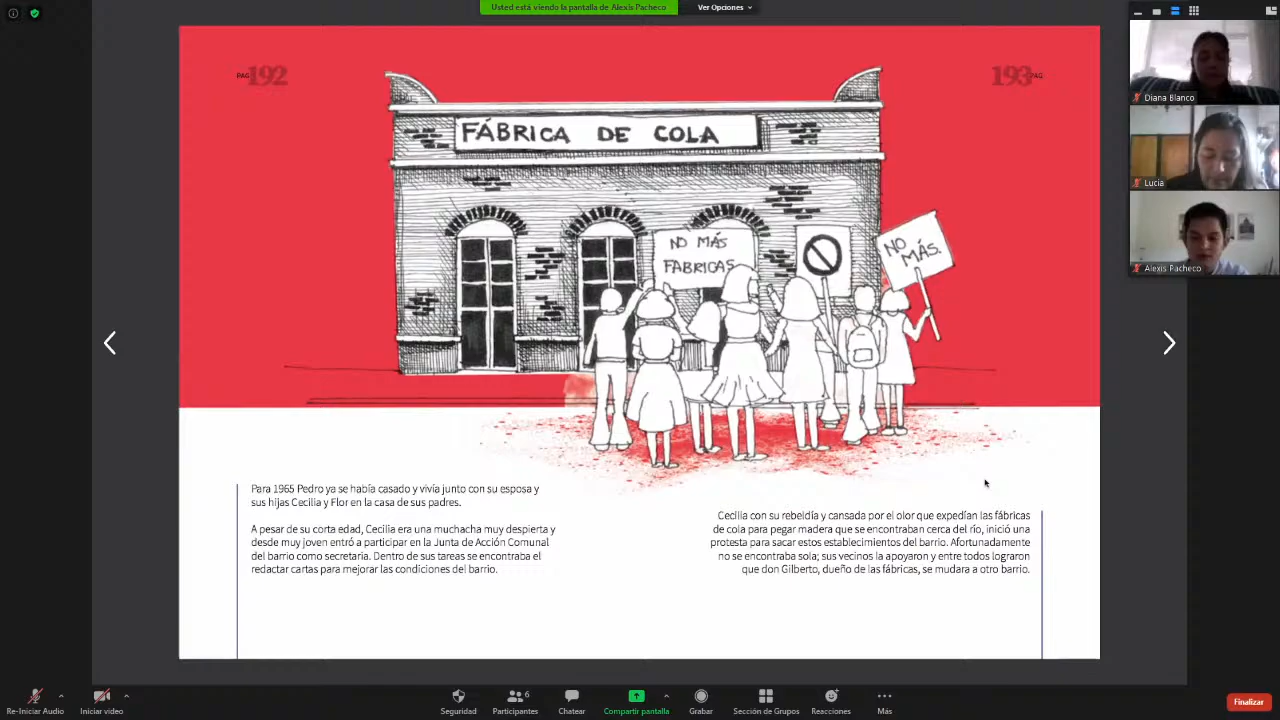 Usted está viendo la pantalla de Alexis Pacheco
Ver Opciones
PAG 192
193 PAG
FÁBRICA DE COLA
NO MÁS
FABRICAS
NO
MÁS.
Para 1965 Pedro ya se había casado y vivía junto con su esposa y
sus hijas Cecilia y Flor en la casa de sus padres.
A pesar de su corta edad, Cecilia era una muchacha muy despierta y
desde muy joven entró a participar en la Junta de Acción Comunal
del barrio como secretaria. Dentro de sus tareas se encontraba el
redactar cartas para mejorar las condiciones del barrio.
Cecilia con su rebeldía y cansada por el olor que expedían las fábricas
de cola para pegar madera que se encontraban cerca del río, inició una
protesta para sacar estos establecimientos del barrio. Afortunadamente
no se encontraba sola; sus vecinos la apoyaron y entre todos lograron
que don Gilberto, dueño de las fábricas, se mudara a otro barrio.
Diana Blanco
Lucia
Alexis Pacheco
Re-Iniciar Audio
Iniciar video
Seguridad
Participantes
6
Chatear
Compartir pantalla
Grabar
Sección de Grupos
Reacciones
Más
Finalizar